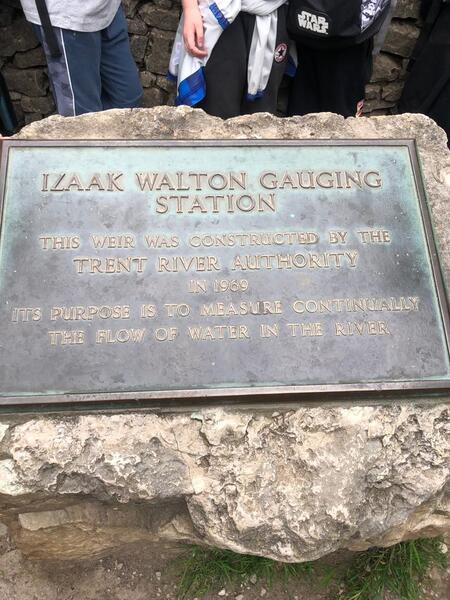 STAR
WARS
IZAAK WALTON GAUGING
STATION
THIS WEIR WAS CONSTRUCTED BY THE
TRENT RIVER AUTHORITY
IN 1969
ITS PURPOSE IS TO MEASURE CONTINUALLY
THE FLOW OF WATER IN THE RIVER